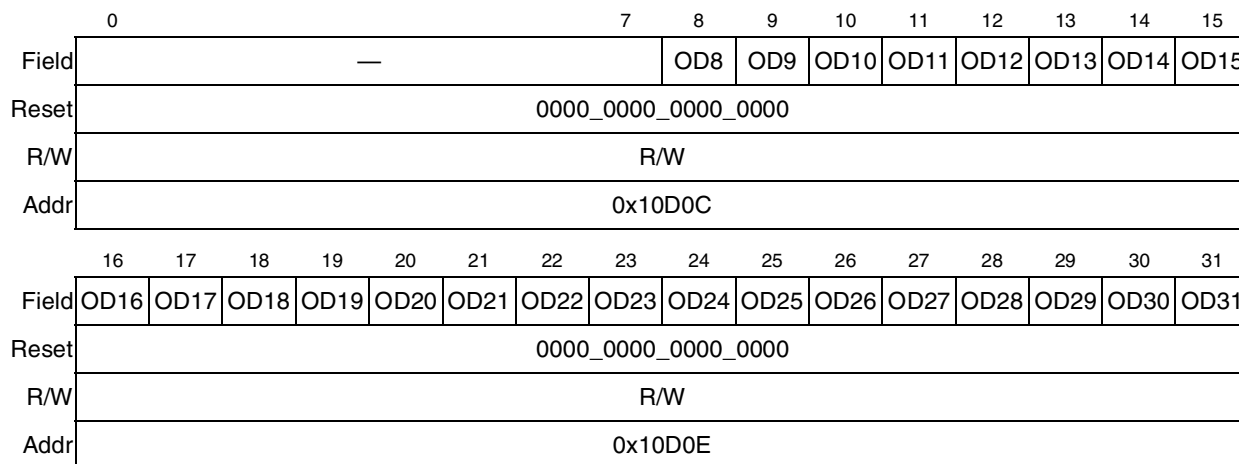 0 7 8 9 10 11 12 13 14 15
Field — OD8 OD9 OD10 OD11 OD12 OD13 OD14 OD15
Reset 0000_0000_0000_0000
R/W R/W
Addr 0x10D0C
16 17 18 19 20 21 22 23 24 25 26 27 28 29 30 31
Field OD16 OD17 OD18 OD19 OD20 OD21 OD22 OD23 OD24 OD25 OD26 OD27 OD28 OD29 OD30 OD31
Reset 0000_0000_0000_0000
R/W R/W
Addr 0x10D0E